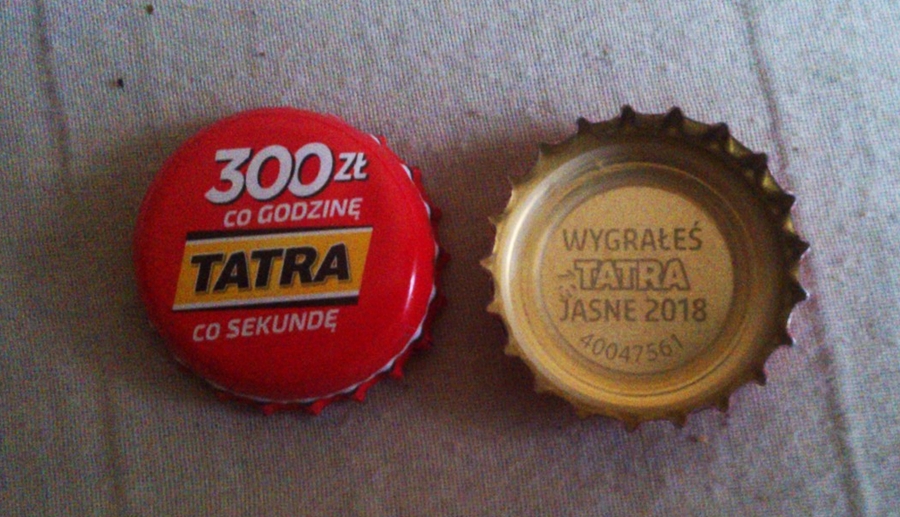 300 ZŁ
CO GODZINĘ
TATRA
CO SEKUNDĘ
WYGRAŁEŚ
TATRA
JASNE 2018
40047561